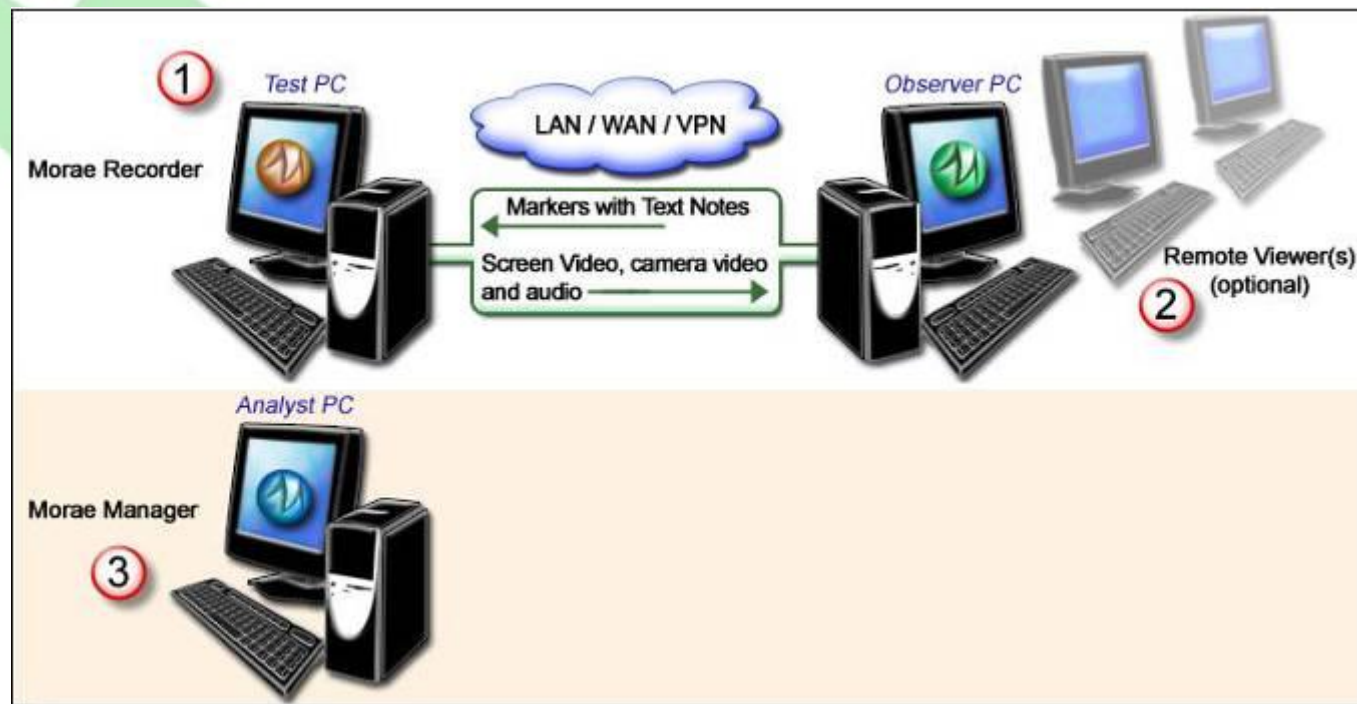 1
Test PC
Morae Recorder
LAN / WAN / VPN
Markers with Text Notes
Screen Video, camera video
and audio
Observer PC
Remote Viewer(s)
(optional)
2
Analyst PC
Morae Manager
3